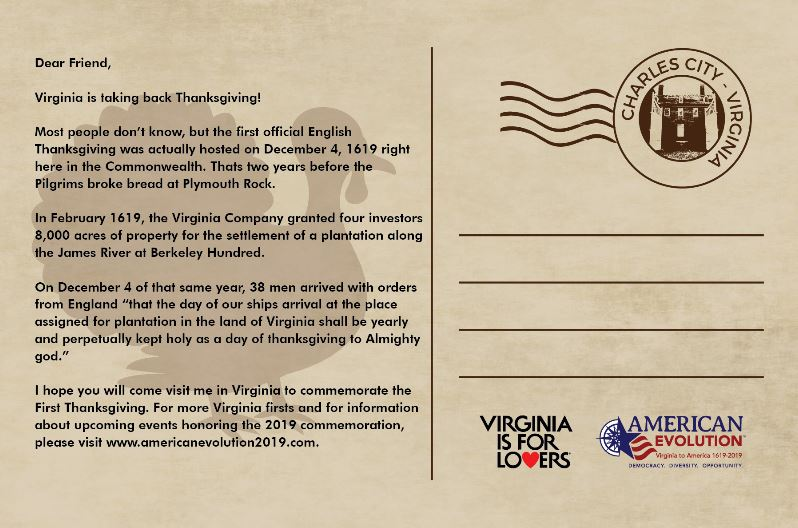 Dear Friend,
Virginia is taking back Thanksgiving!
Most people don't know, but the first official English
Thanksgiving was actually hosted on December 4, 1619 right
here in the Commonwealth. Thats two years before the
Pilgrims broke bread at Plymouth Rock.
In February 1619, the Virginia Company granted four investors
8,000 acres of property for the settlement of a plantation along
the James River at Berkeley Hundred.
On December 4 of that same year, 38 men arrived with orders
from England “that the day of our ships arrival at the place
assigned for plantation in the land of Virginia shall be yearly
and perpetually kept holy as a day of thanksgiving to Almighty
god.”
I hope you will come visit me in Virginia to commemorate the
First Thanksgiving. For more Virginia firsts and for information
about upcoming events honoring the 2019 commemoration,
please visit www.americanevolution2019.com.
CHARLES CITY - VIRGINIA
VIRGINIA
IS FOR
LOVERS
AMERICAN
EVOLUTION™
Virginia to America 1619-2019
DEMOCRACY. DIVERSITY. OPPORTUNITY.